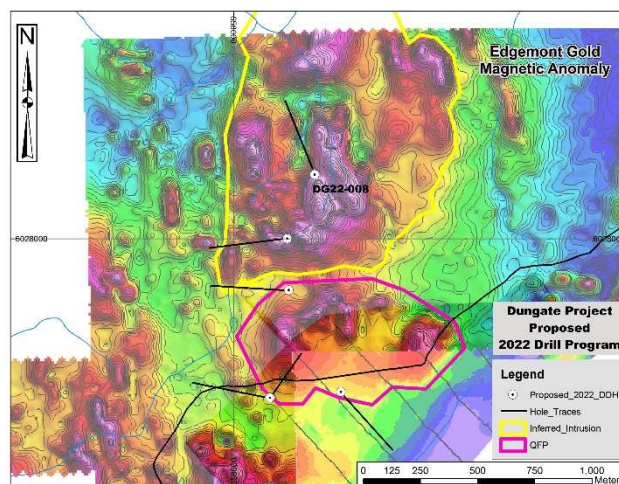 N
Edgemont Gold
Magnetic Anomaly
DG22-008
6028000
Dungate Project
Proposed
2022 Drill Program
Legend
Proposed_2022_DDH
Hole_Traces
Inferred_Intrusion
QFP
0 125 250 500 750 1,000
Meters